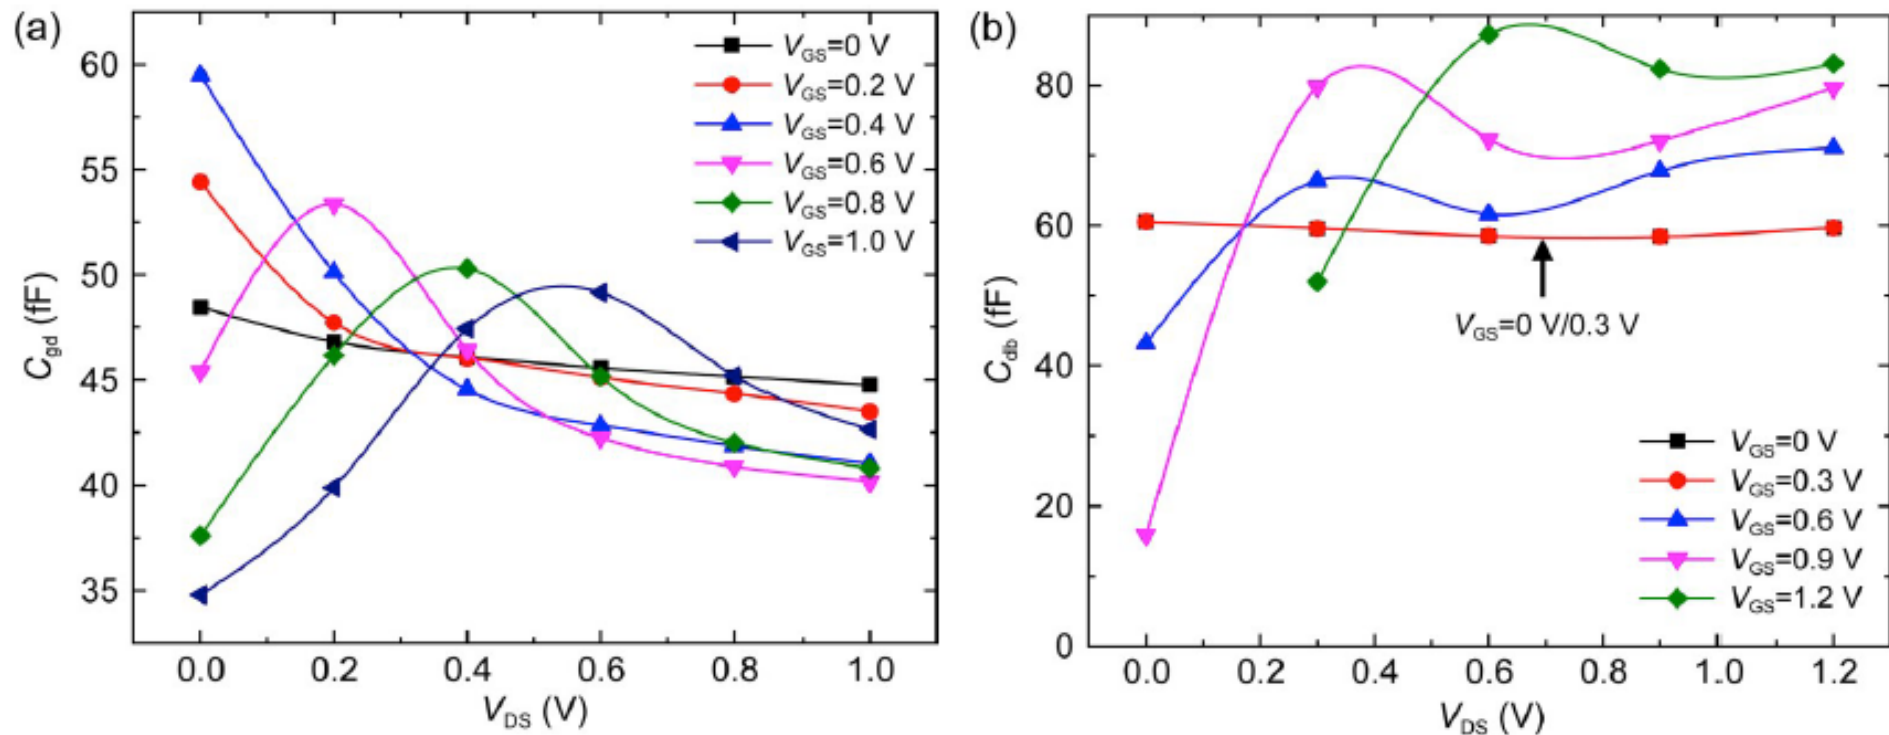 (a)
C_gd (fF)
60
55
50
45
40
35
0.0 0.2 0.4 0.6 0.8 1.0
V_DS (V)
V_GS=0 V
V_GS=0.2 V
V_GS=0.4 V
V_GS=0.6 V
V_GS=0.8 V
V_GS=1.0 V
(b)
C_db (fF)
80
60
40
20
0
0.0 0.2 0.4 0.6 0.8 1.0 1.2
V_DS (V)
V_GS=0 V/0.3 V
V_GS=0 V
V_GS=0.3 V
V_GS=0.6 V
V_GS=0.9 V
V_GS=1.2 V